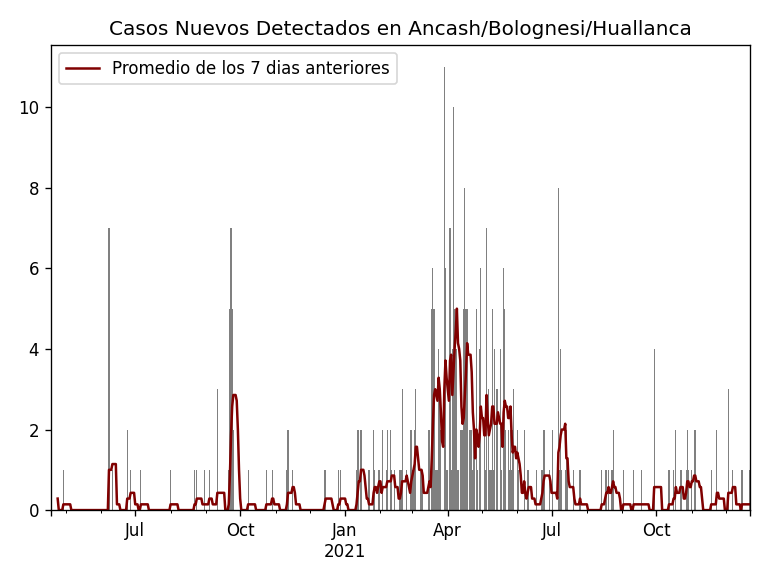 Casos Nuevos Detectados en Ancash/Bolognesi/Huallanca
Promedio de los 7 dias anteriores
10
8
6
4
2
0
Jul
Oct
Jan
Apr
Jul
Oct
2021